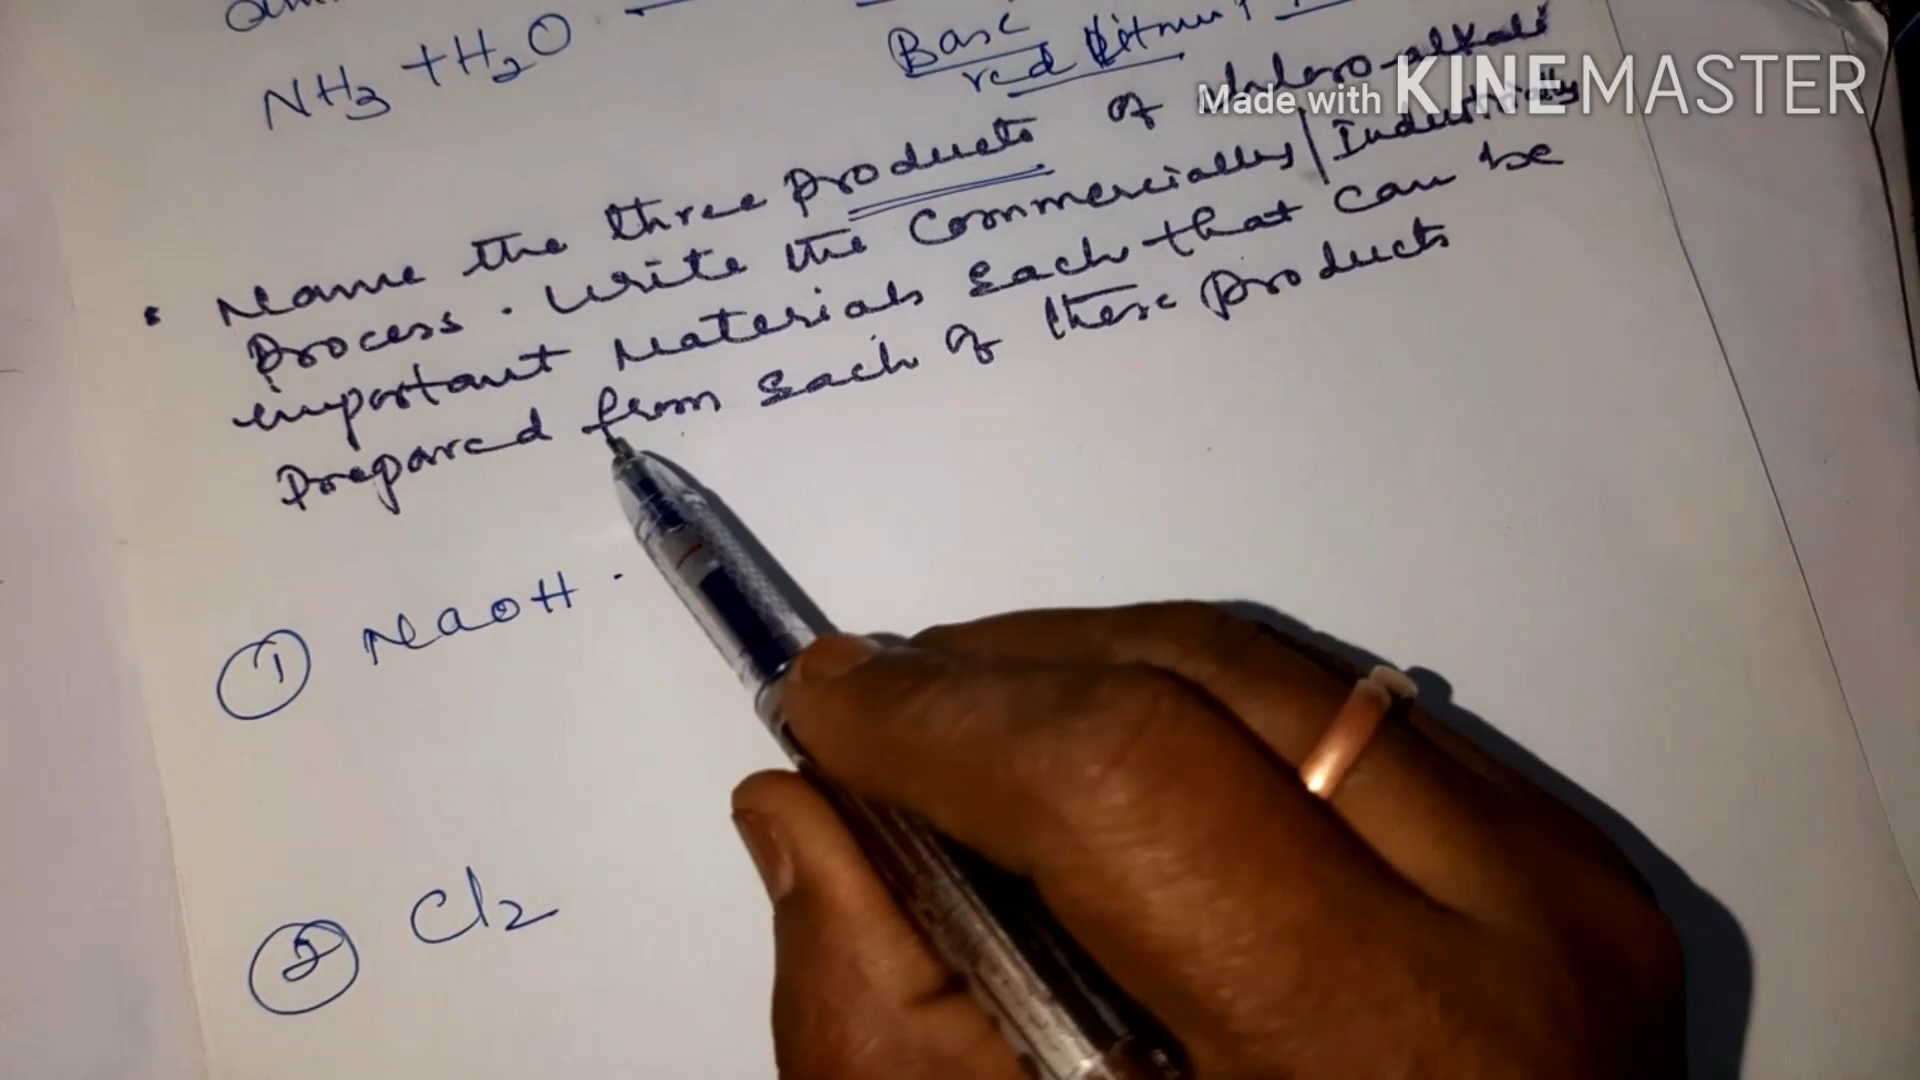 NH3 + H2O
Base
red litmus
Made with KINEMASTER
• Name the three products of chloro-alkali
process. Write the commercially / Industrially
important Materials each that can be
prepared from each of these products
① NaOH.
② Cl2